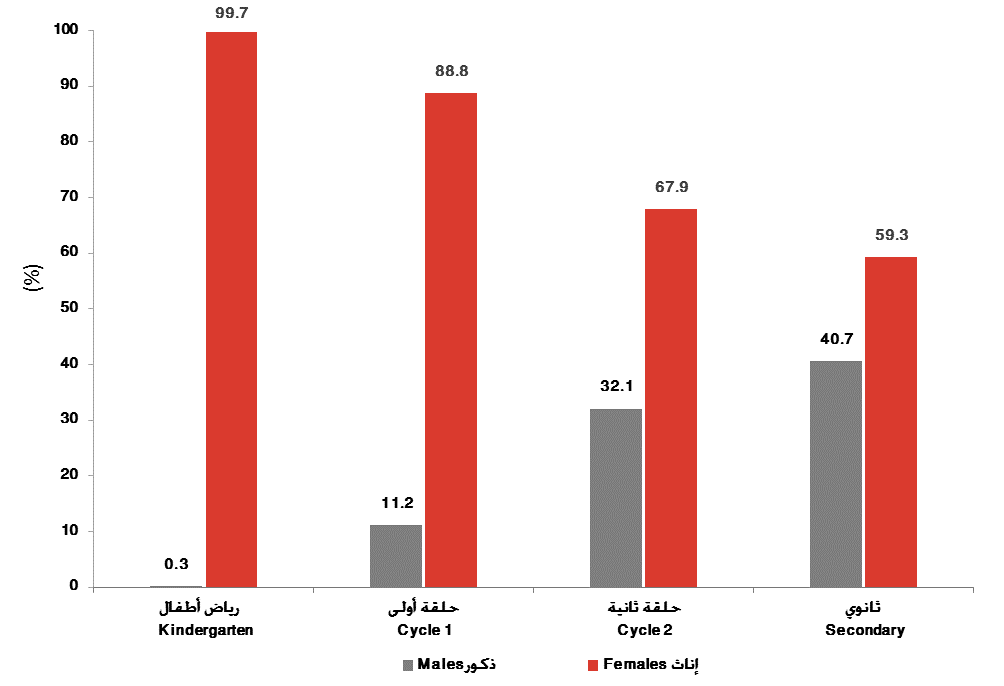 99.7
100
88.8
90
80
67.9
70
59.3
60
(%)
50
40.7
40
32.1
30
20
11.2
10
0.3
0
رياض أطفال
حلقة أولى
حلقة ثانية
ثانوي
Kindergarten
Cycle 1
Cycle 2
Secondary
Males ذكور
Females إناث